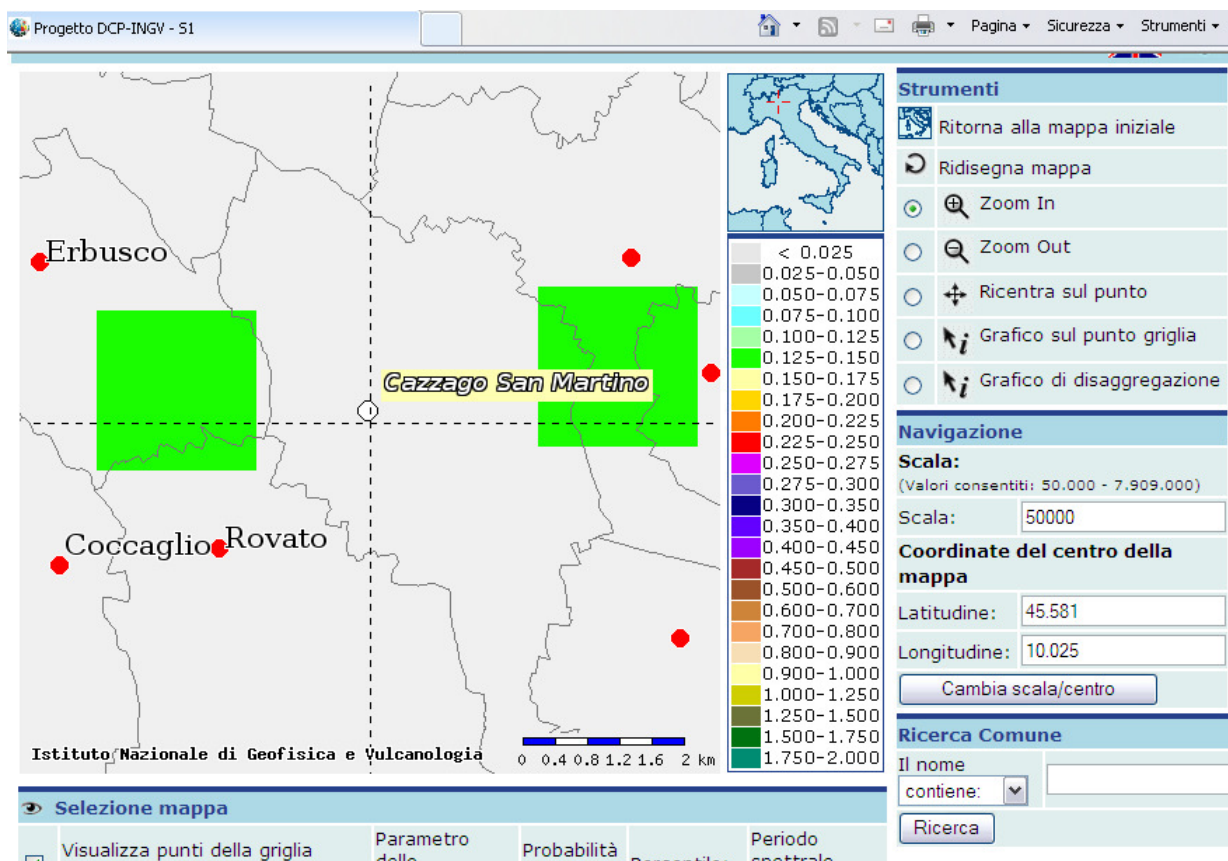 Progetto DCP-INGV - S1
Pagina
Sicurezza
Strumenti
Erbusco
Cazzago San Martino
Coccaglio
Rovato
Istituto Nazionale di Geofisica e Vulcanologia
0 0.4 0.8 1.2 1.6 2 km
< 0.025
0.025-0.050
0.050-0.075
0.075-0.100
0.100-0.125
0.125-0.150
0.150-0.175
0.175-0.200
0.200-0.225
0.225-0.250
0.250-0.275
0.275-0.300
0.300-0.350
0.350-0.400
0.400-0.450
0.450-0.500
0.500-0.600
0.600-0.700
0.700-0.800
0.800-0.900
0.900-1.000
1.000-1.250
1.250-1.500
1.500-1.750
1.750-2.000
Strumenti
Ritorna alla mappa iniziale
Ridisegna mappa
Zoom In
Zoom Out
Ricentra sul punto
Grafico sul punto griglia
Grafico di disaggregazione
Navigazione
Scala:
(Valori consentiti: 50.000 - 7.909.000)
Scala: 50000
Coordinate del centro della
mappa
Latitudine: 45.581
Longitudine: 10.025
Cambia scala/centro
Ricerca Comune
Il nome
contiene:
Ricerca
Selezione mappa
Visualizza punti della griglia
Parametro
dello
Probabilità
Percentile:
Periodo
spettrale